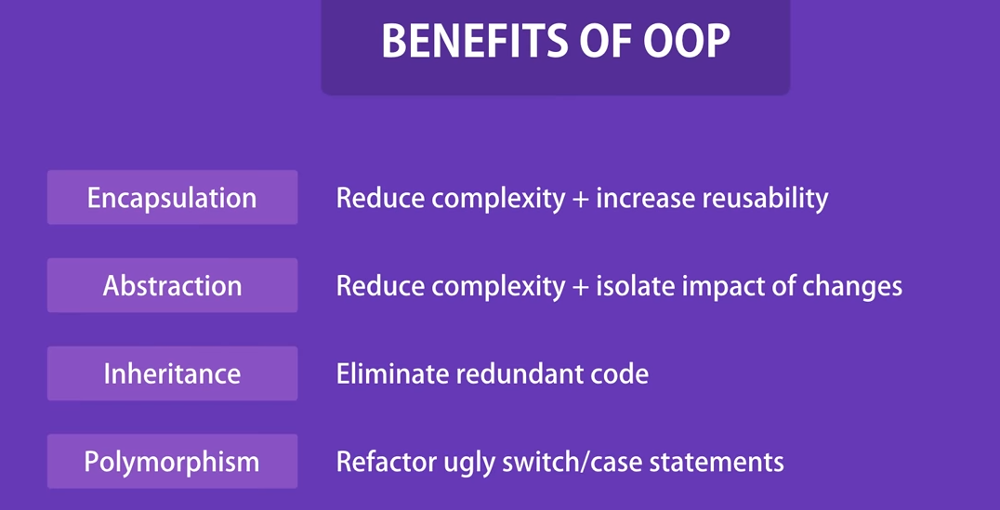 BENEFITS OF OOP
Encapsulation Reduce complexity + increase reusability
Abstraction Reduce complexity + isolate impact of changes
Inheritance Eliminate redundant code
Polymorphism Refactor ugly switch/case statements